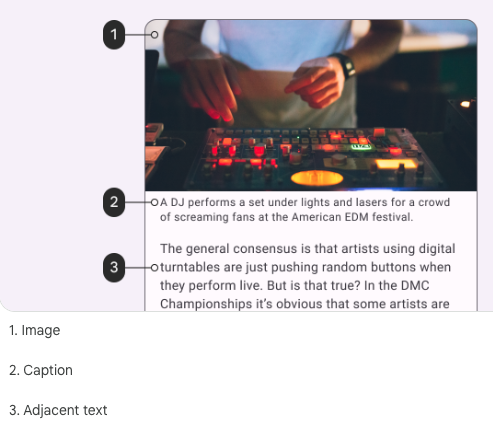 1
2
A DJ performs a set under lights and lasers for a crowd
of screaming fans at the American EDM festival.
The general consensus is that artists using digital
3
turntables are just pushing random buttons when
they perform live. But is that true? In the DMC
Championships it's obvious that some artists are
1. Image
2. Caption
3. Adjacent text